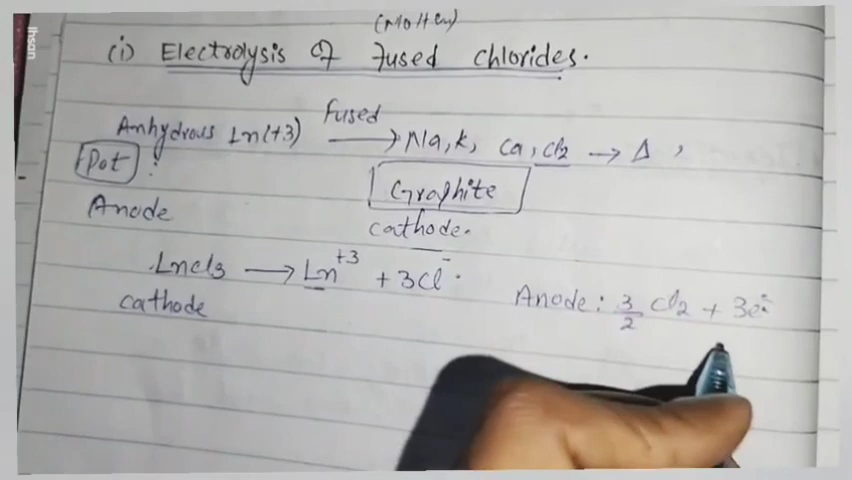 (Molten)
(i) Electrolysis of Fused chlorides.
Anhydrous Ln(+3) Fused → Na, K, Ca, Cl2 → Δ,
Pot :
Anode
Graphite
cathode.
LnCl3 → Ln+3 + 3Cl-.
cathode
Anode : 3/2 Cl2 + 3e-
Ihsan